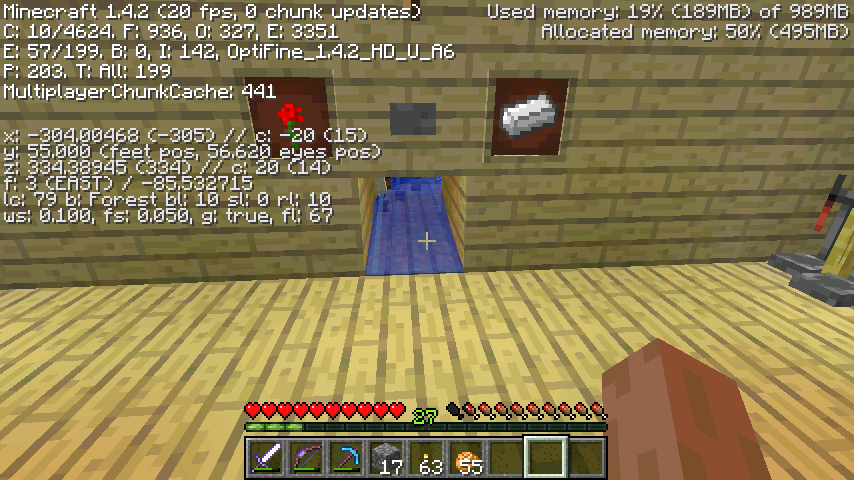 Minecraft 1.4.2 (20 fps, 0 chunk updates)
C: 10/4624. F: 936, O: 327, E: 3351
E: 57/199. B: 0, I: 142, OptiFine_1.4.2_HD_U_A6
P: 203. T: All: 199
MultiplayerChunkCache: 441
x: -304.00468 (-305) // c: -20 (15)
y: 55.000 (feet pos, 56.620 eyes pos)
z: 334.38945 (334) // c: 20 (14)
f: 3 (EAST) / -85.532715
lc: 79 b: Forest bl: 10 sl: 0 rl: 10
ws: 0.100, fs: 0.050, g: true, fl: 67
Used memory: 19% (189MB) of 989MB
Allocated memory: 50% (495MB)
27
17 63 55